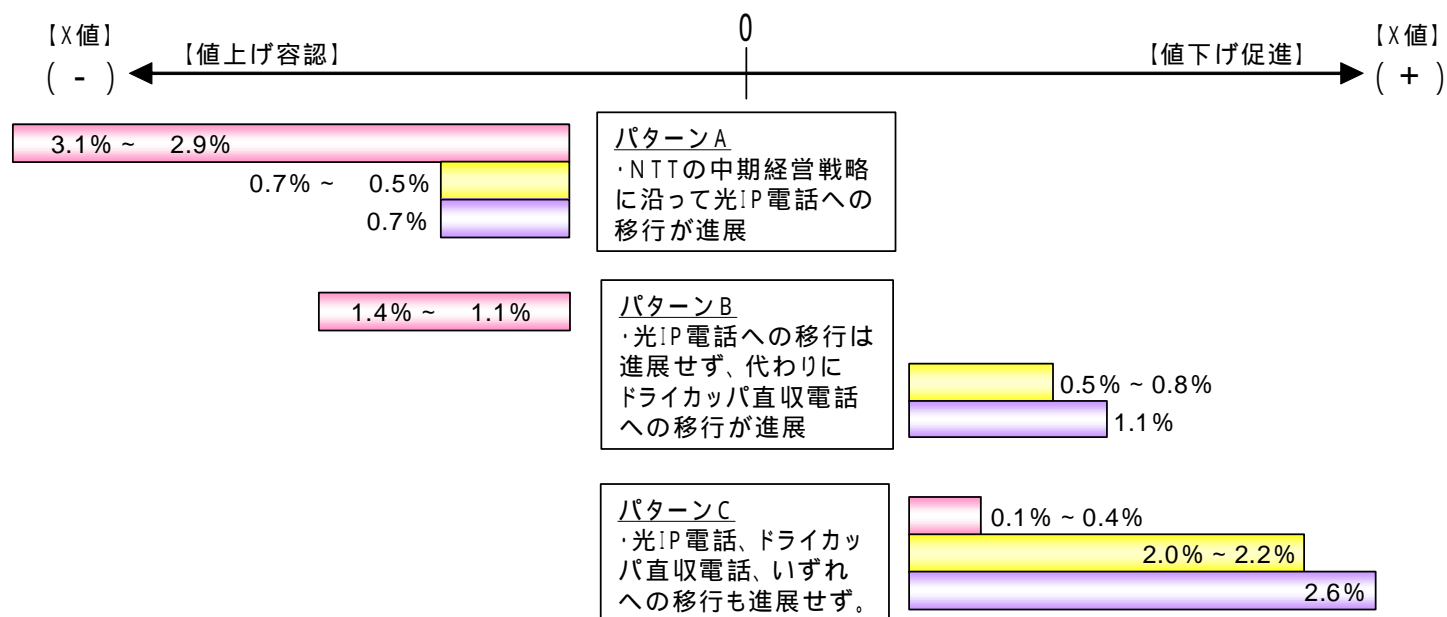 【X値】
( - )
【値上げ容認】
0
【値下げ促進】
【X値】
( + )
3.1% ~ 2.9%
0.7% ~ 0.5%
0.7%
パターンA
・NTTの中期経営戦略
に沿って光IP電話への
移行が進展
1.4% ~ 1.1%
パターンB
・光IP電話への移行は
進展せず、代わりに
ドライカッパ直収電話
への移行が進展
0.5% ~ 0.8%
1.1%
パターンC
・光IP電話、ドライカッ
パ直収電話、いずれ
への移行も進展せず。
0.1% ~ 0.4%
2.0% ~ 2.2%
2.6%